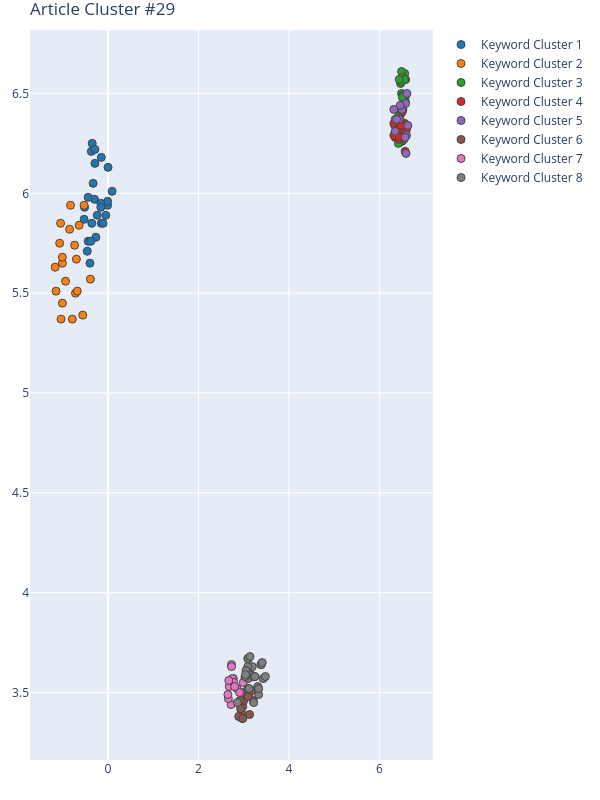 Article Cluster #29
Keyword Cluster 1
Keyword Cluster 2
Keyword Cluster 3
Keyword Cluster 4
Keyword Cluster 5
Keyword Cluster 6
Keyword Cluster 7
Keyword Cluster 8
6.5
6
5.5
5
4.5
4
3.5
0 2 4 6